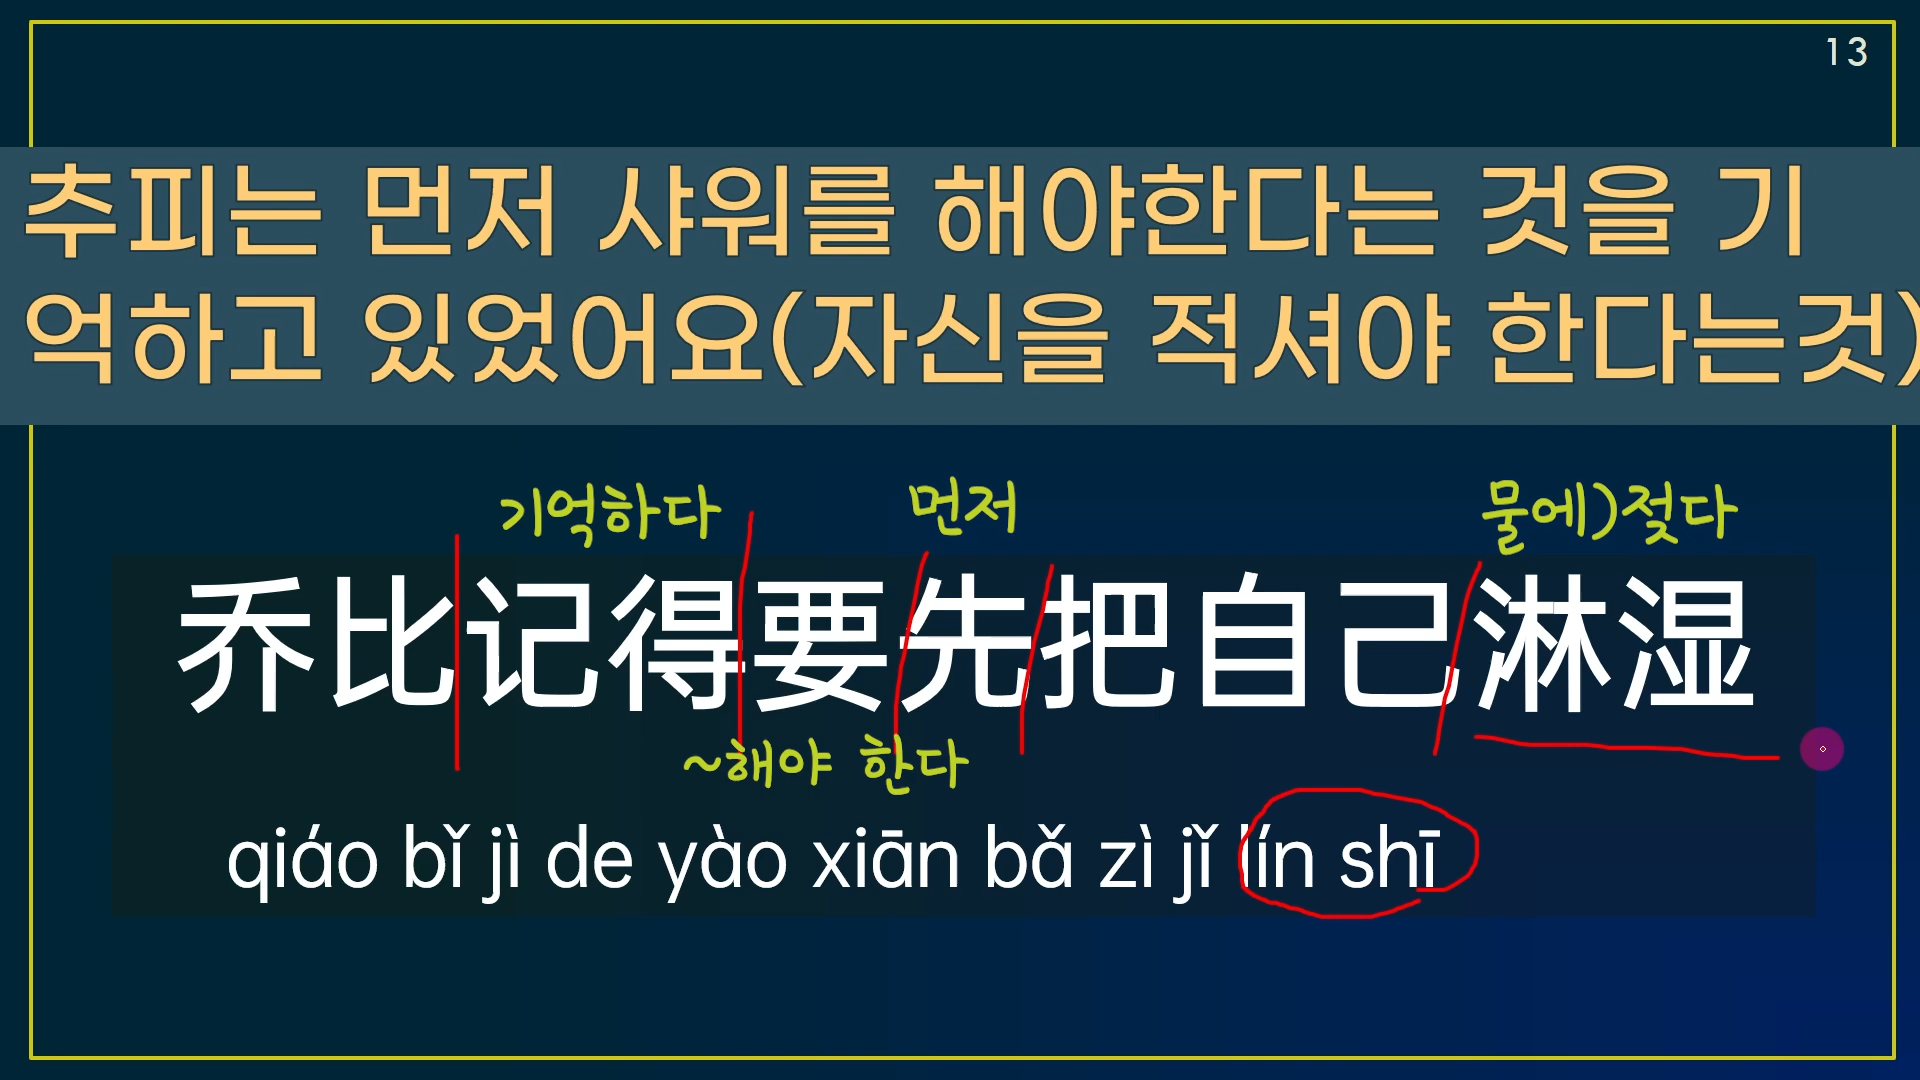 13
추피는 먼저 샤워를 해야한다는 것을 기
억하고 있었어요(자신을 적셔야 한다는것)
기억하다 먼저 물에)젖다
乔比记得要先把自己淋湿
~해야 한다
qiáo bǐ jì de yào xiān bǎ zì jǐ lín shī